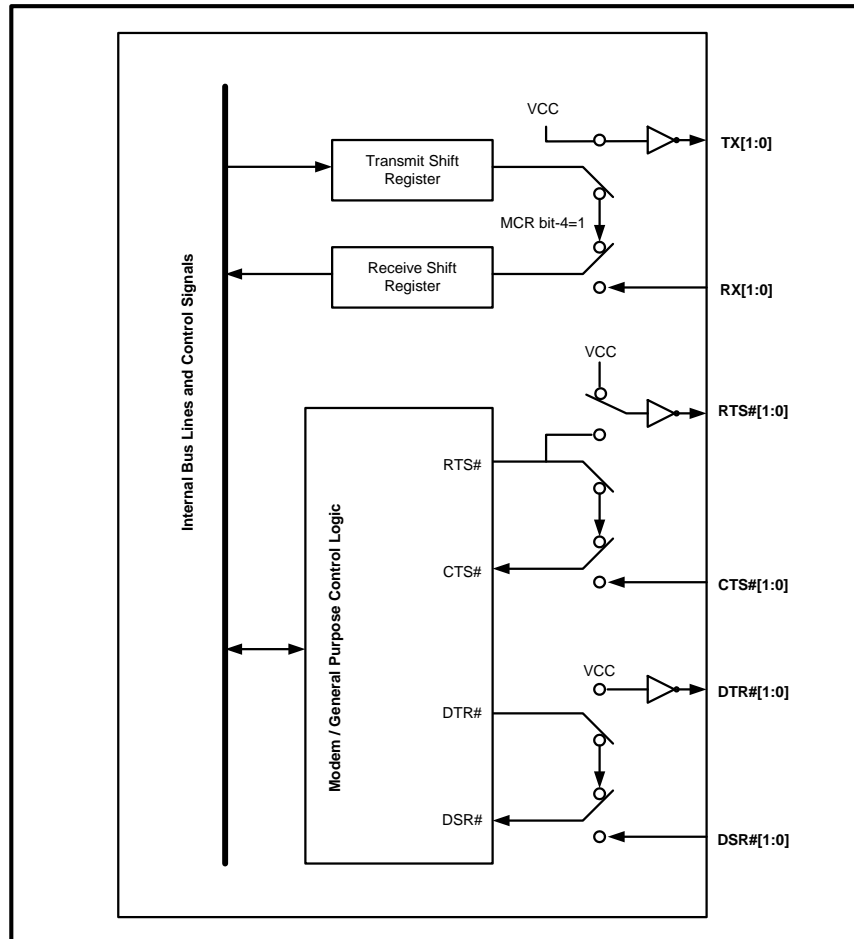 VCC
TX[1:0]
Transmit Shift
Register
MCR bit-4=1
Receive Shift
Register
RX[1:0]
Internal Bus Lines and Control Signals
VCC
RTS#[1:0]
Modem / General Purpose Control Logic
RTS#
CTS#
CTS#[1:0]
VCC
DTR#[1:0]
DTR#
DSR#
DSR#[1:0]